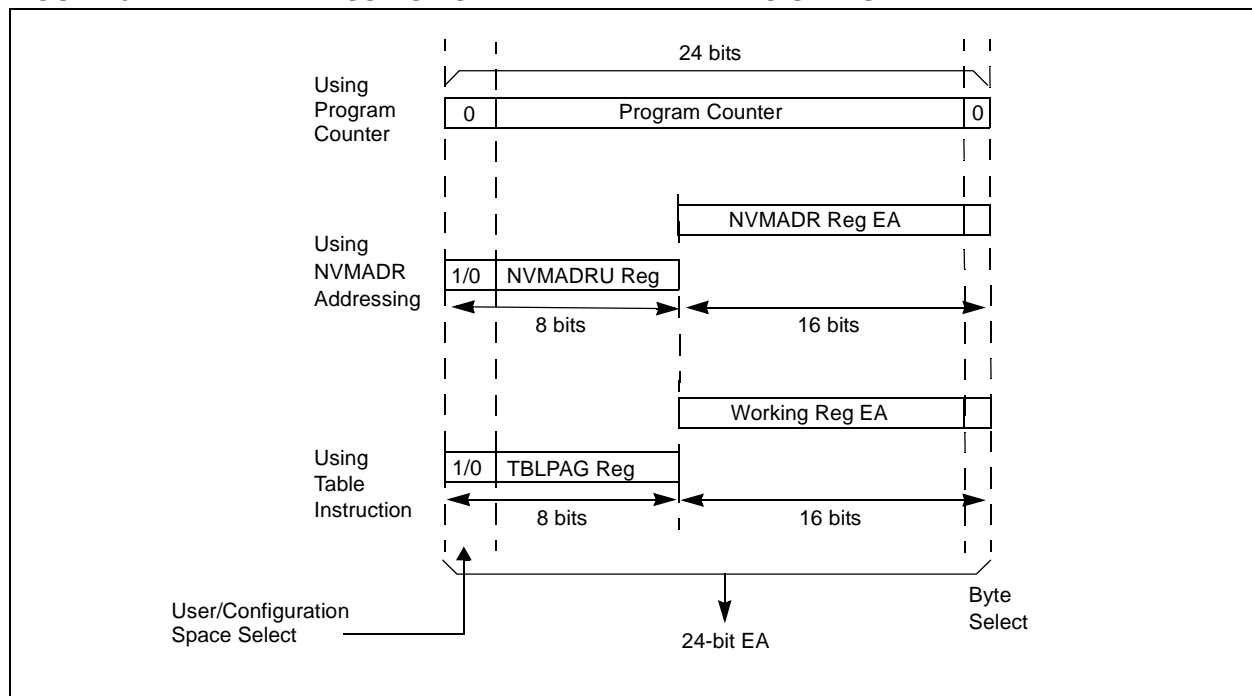 24 bits
Using
Program
Counter
0
Program Counter
0
NVMADR Reg EA
Using
NVMADR
Addressing
1/0
NVMADRU Reg
8 bits
16 bits
Working Reg EA
Using
Table
Instruction
1/0
TBLPAG Reg
8 bits
16 bits
User/Configuration
Space Select
24-bit EA
Byte
Select